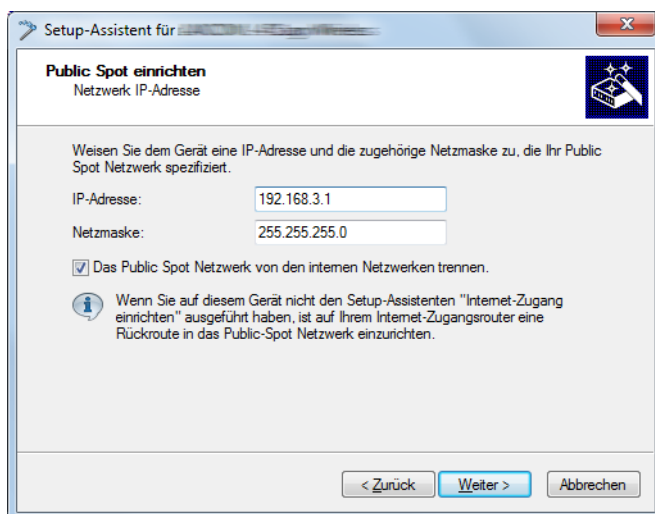 Setup-Assistent für
Public Spot einrichten
Netzwerk IP-Adresse
Weisen Sie dem Gerät eine IP-Adresse und die zugehörige Netzmaske zu, die Ihr Public
Spot Netzwerk spezifiziert.
IP-Adresse: 192.168.3.1
Netzmaske: 255.255.255.0
Das Public Spot Netzwerk von den internen Netzwerken trennen.
Wenn Sie auf diesem Gerät nicht den Setup-Assistenten "Internet-Zugang
einrichten" ausgeführt haben, ist auf Ihrem Internet-Zugangsrouter eine
Rückroute in das Public-Spot Netzwerk einzurichten.
< Zurück Weiter > Abbrechen